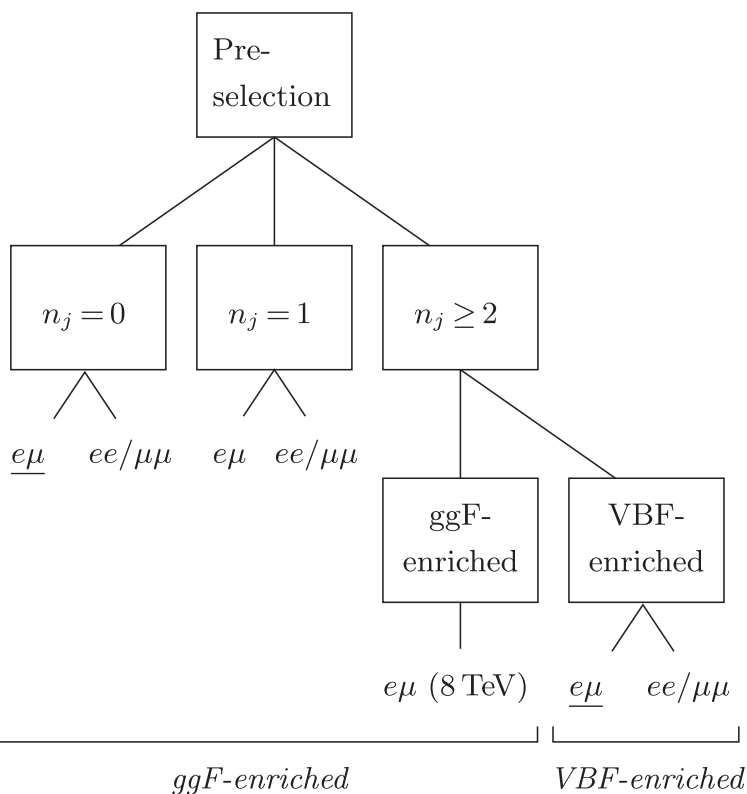 Pre-
selection
n_j = 0
n_j = 1
n_j ≥ 2
eμ
ee/μμ
eμ
ee/μμ
ggF-
enriched
VBF-
enriched
eμ (8 TeV)
eμ
ee/μμ
ggF-enriched
VBF-enriched